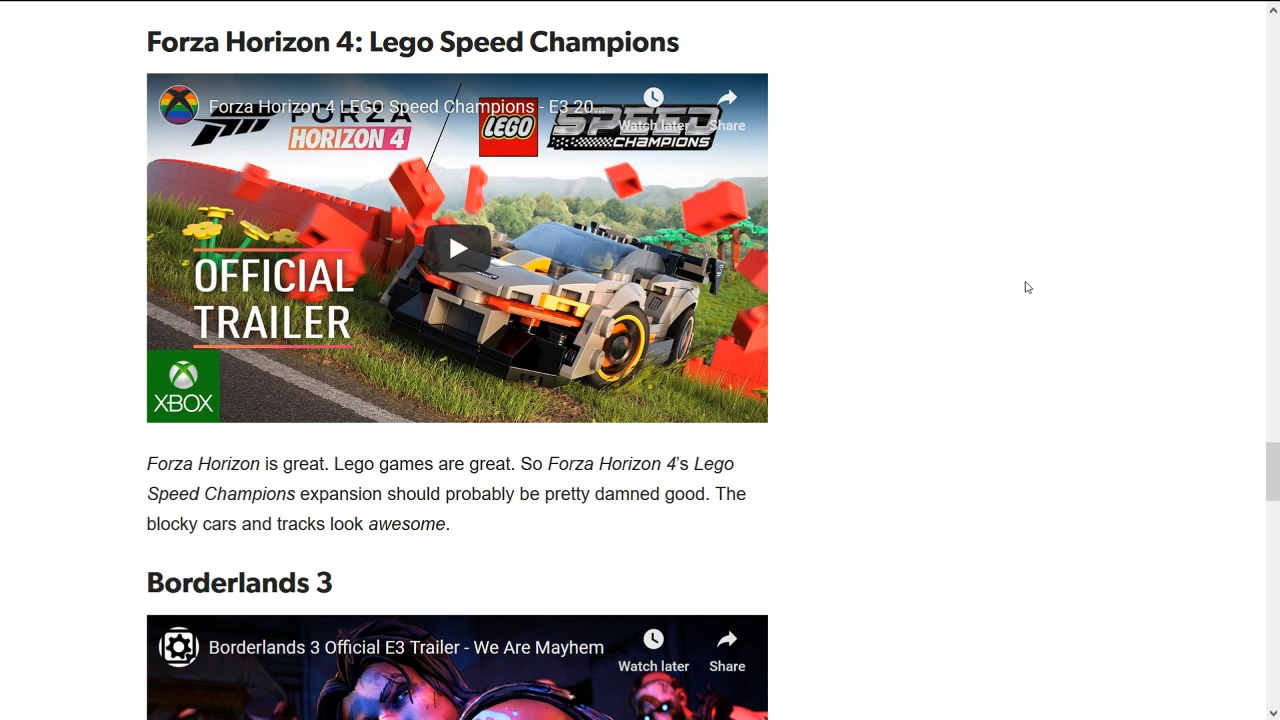 Forza Horizon 4: Lego Speed Champions
Forza Horizon 4 LEGO Speed Champions - E3 20...
Watch later
Share
FORZA
HORIZON 4
LEGO
SPEED
CHAMPIONS
OFFICIAL
TRAILER
XBOX
Forza Horizon is great. Lego games are great. So Forza Horizon 4's Lego
Speed Champions expansion should probably be pretty damned good. The
blocky cars and tracks look awesome.
Borderlands 3
Borderlands 3 Official E3 Trailer - We Are Mayhem
Watch later
Share